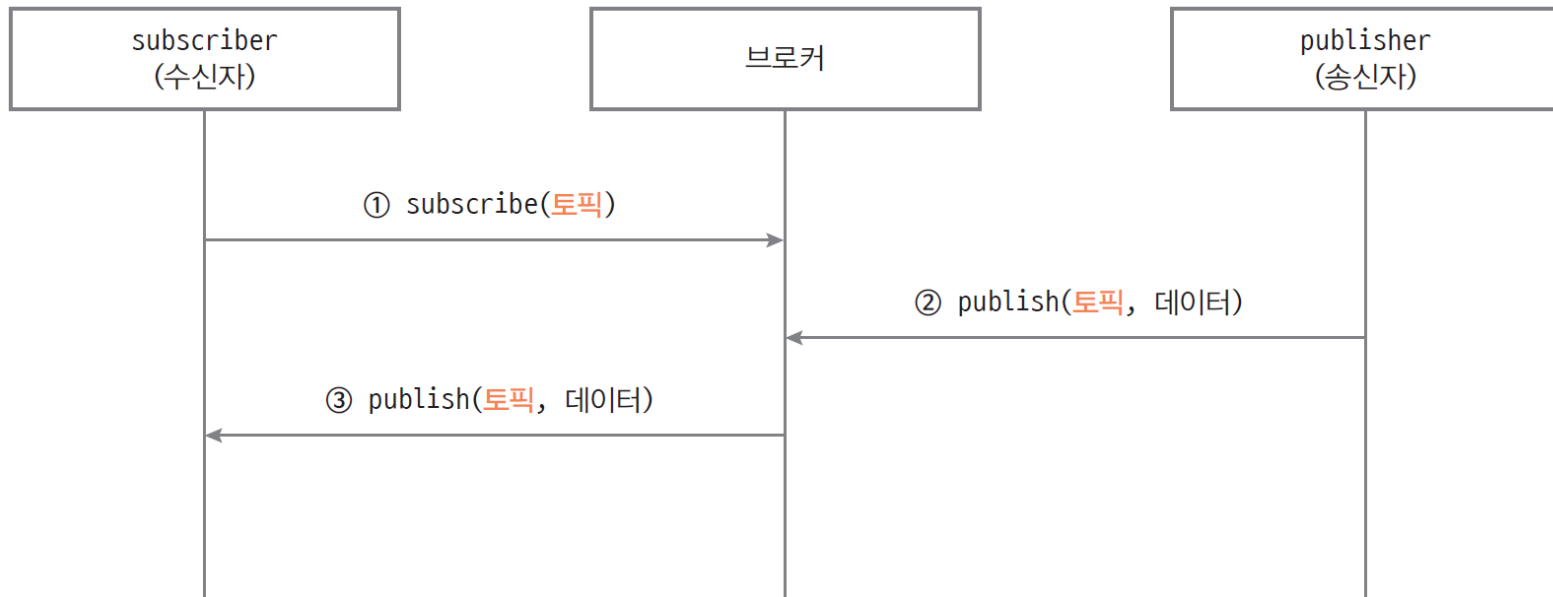 subscriber
(수신자)
브로커
publisher
(송신자)
① subscribe(토픽)
② publish(토픽, 데이터)
③ publish(토픽, 데이터)